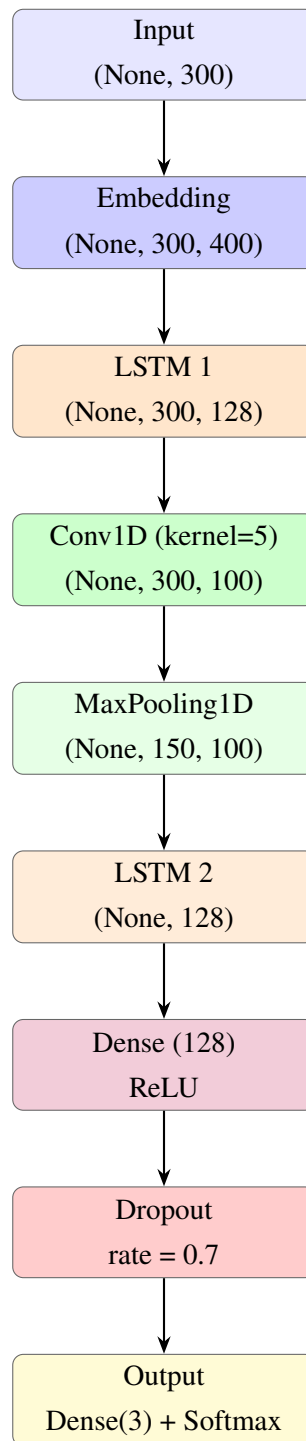 Input
(None, 300)
Embedding
(None, 300, 400)
LSTM 1
(None, 300, 128)
Conv1D (kernel=5)
(None, 300, 100)
MaxPooling1D
(None, 150, 100)
LSTM 2
(None, 128)
Dense (128)
ReLU
Dropout
rate = 0.7
Output
Dense(3) + Softmax